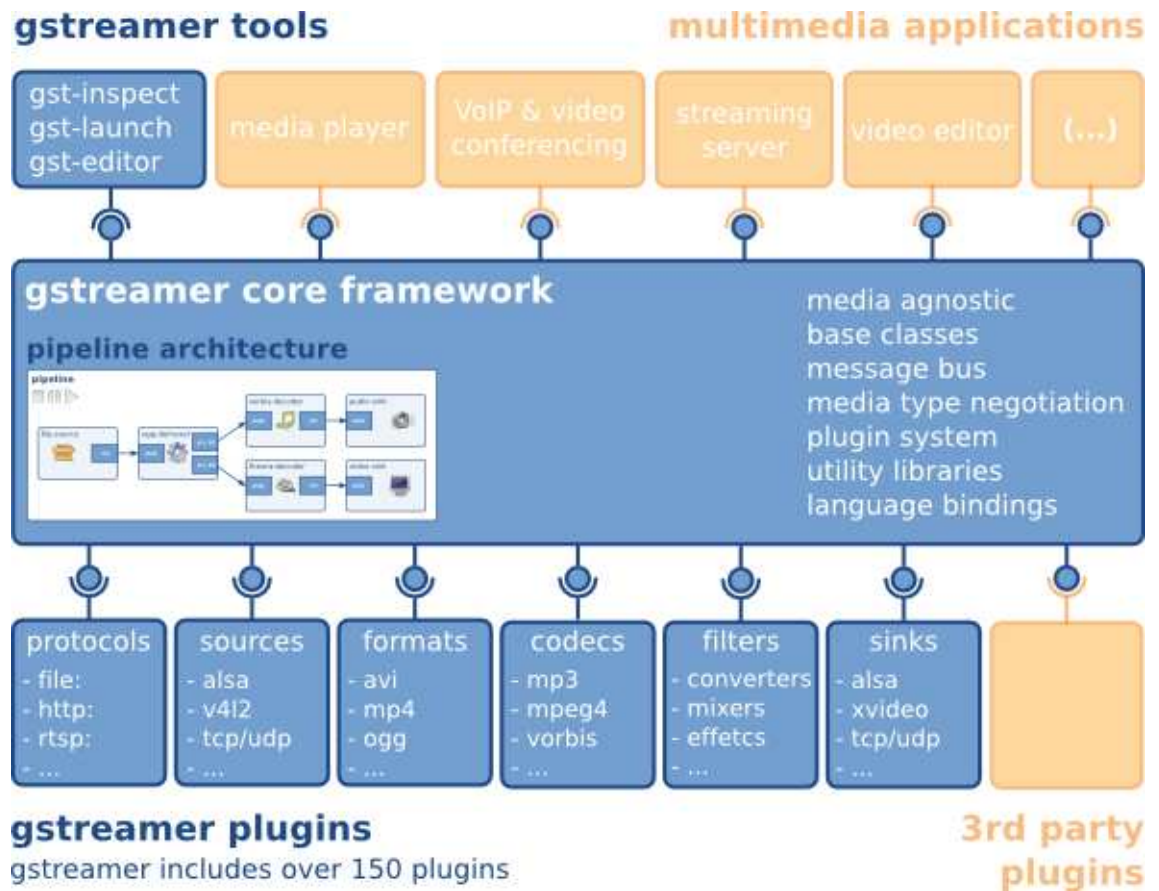 gstreamer tools
multimedia applications
gst-inspect
gst-launch
gst-editor
media player
VoIP & video
conferencing
streaming
server
video editor
(...)
gstreamer core framework
pipeline architecture
pipeline
media agnostic
base classes
message bus
media type negotiation
plugin system
utility libraries
language bindings
protocols
- file:
- http:
- rtsp:
- ...
sources
- alsa
- v4l2
- tcp/udp
- ...
formats
- avi
- mp4
- ogg
- ...
codecs
- mp3
- mpeg4
- vorbis
- ...
filters
- converters
- mixers
- effetcs
- ...
sinks
- alsa
- xvideo
- tcp/udp
- ...
gstreamer plugins
gstreamer includes over 150 plugins
3rd party
plugins